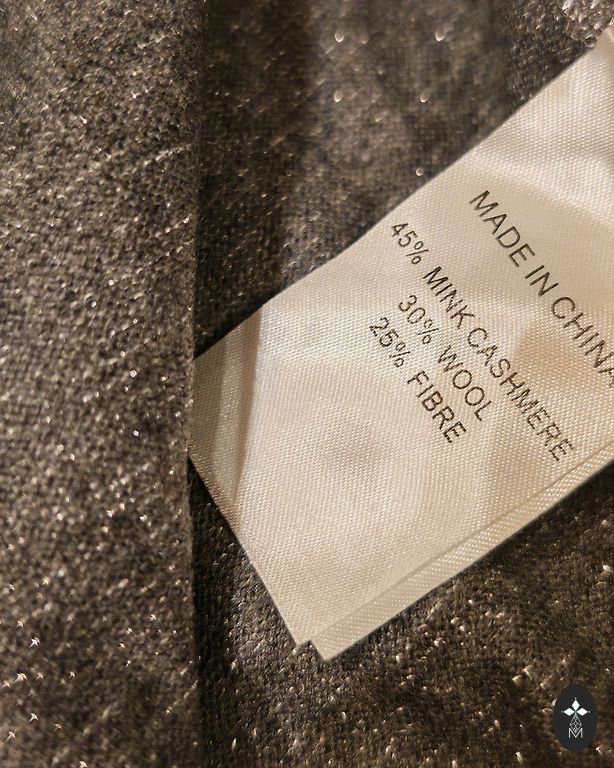 MADE IN CHINA
45% MINK CASHMERE
30% WOOL
25% FIBRE